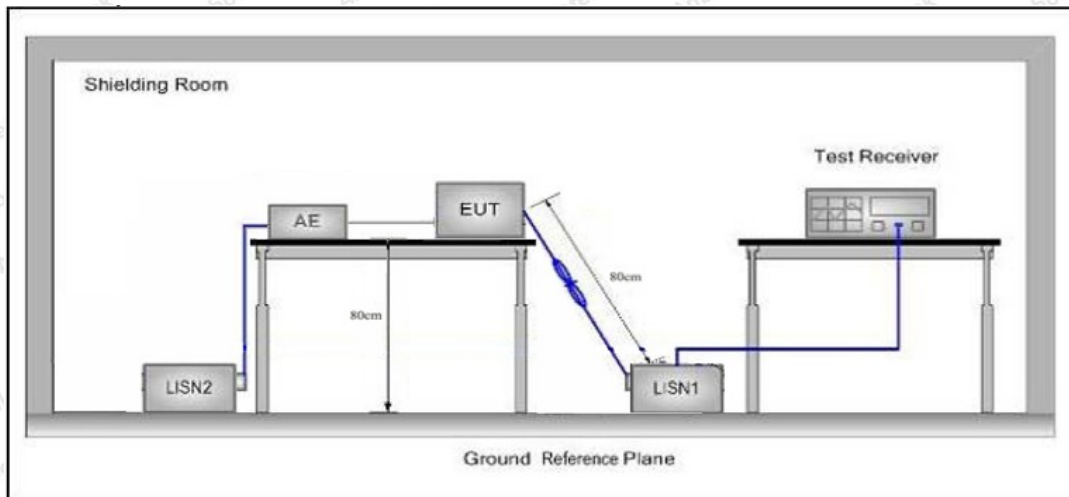 Shielding Room
Test Receiver
AE
EUT
80cm
80cm
LISN2
LISN1
Ground Reference Plane